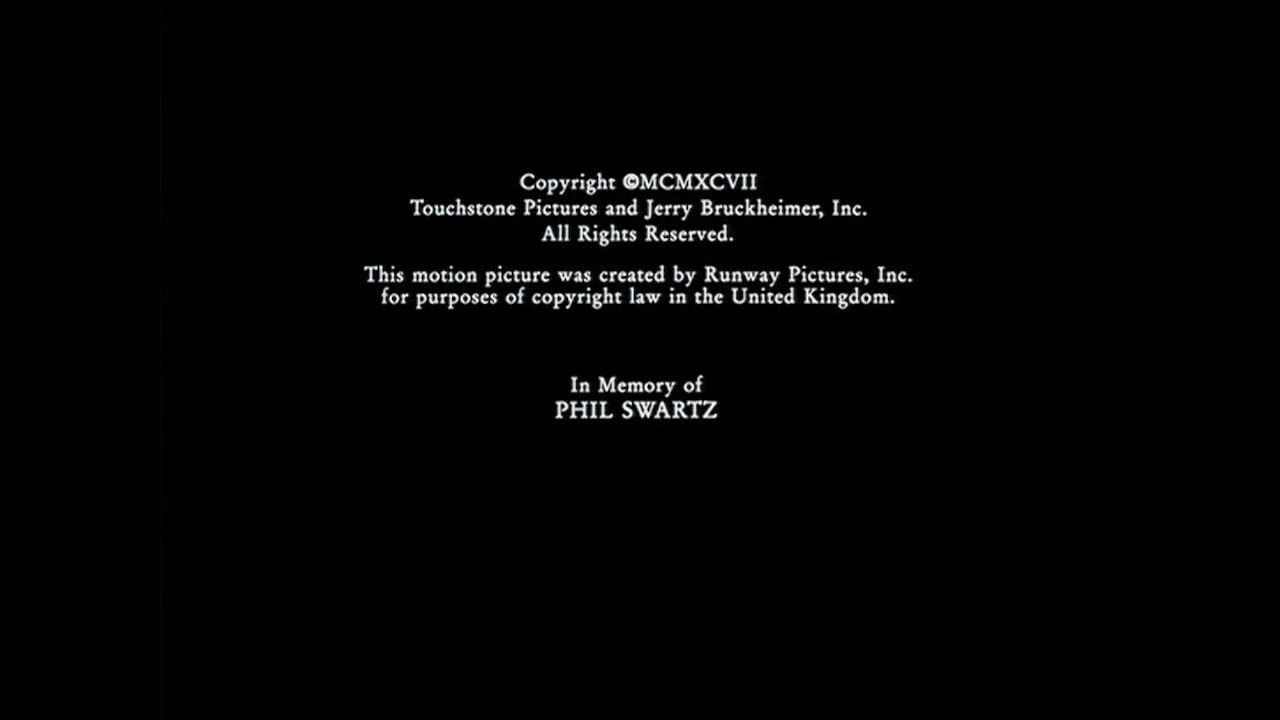 Copyright ©MCMXCVII
Touchstone Pictures and Jerry Bruckheimer, Inc.
All Rights Reserved.
This motion picture was created by Runway Pictures, Inc.
for purposes of copyright law in the United Kingdom.
In Memory of
PHIL SWARTZ